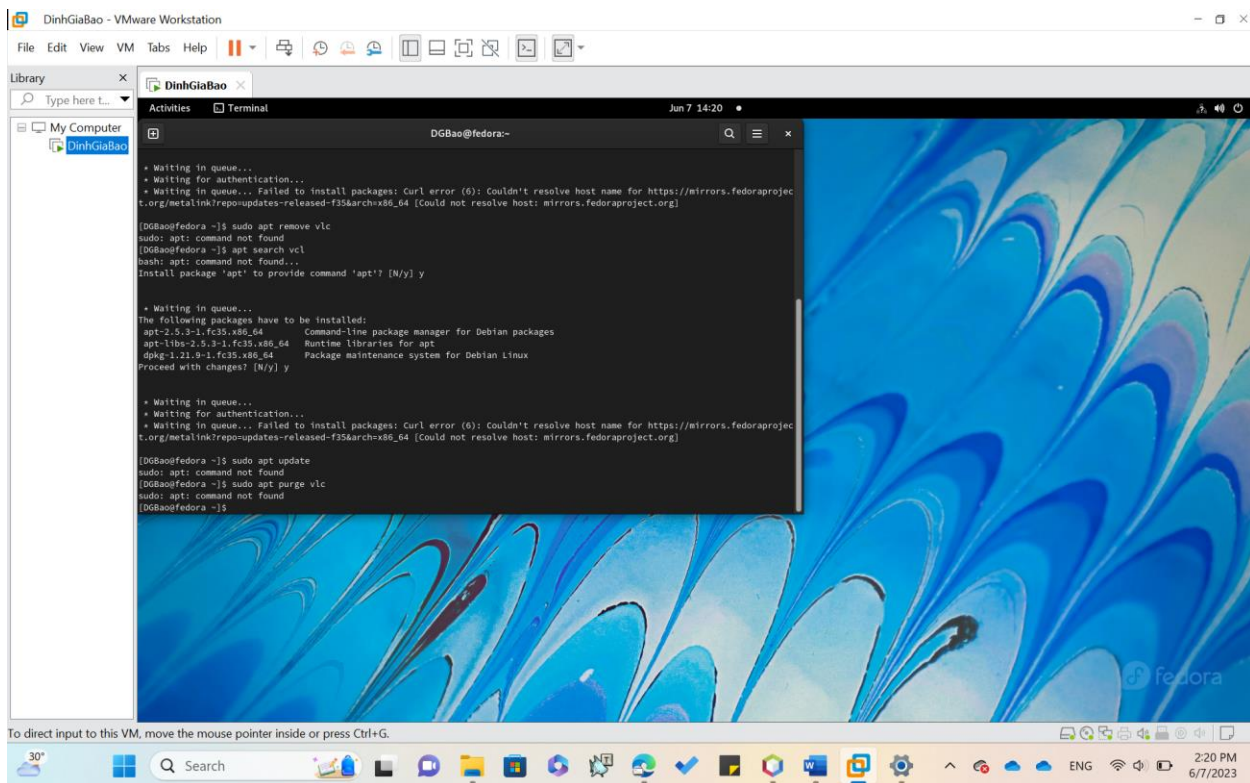 DinhGiaBao - VMware Workstation
File Edit View VM Tabs Help
Library
Type here t...
My Computer
DinhGiaBao
DinhGiaBao
Activities Terminal Jun 7 14:20
DGBao@fedora:~
* Waiting in queue...
* Waiting for authentication...
* Waiting in queue... Failed to install packages: Curl error (6): Couldn't resolve host name for https://mirrors.fedoraprojec
t.org/metalink?repo=updates-released-f35&arch=x86_64 [Could not resolve host: mirrors.fedoraproject.org]
[DGBao@fedora ~]$ sudo apt remove vlc
sudo: apt: command not found
[DGBao@fedora ~]$ apt search vcl
bash: apt: command not found...
Install package 'apt' to provide command 'apt'? [N/y] y
* Waiting in queue...
The following packages have to be installed:
apt-2.5.3-1.fc35.x86_64 Command-line package manager for Debian packages
apt-libs-2.5.3-1.fc35.x86_64 Runtime libraries for apt
dpkg-1.21.9-1.fc35.x86_64 Package maintenance system for Debian Linux
Proceed with changes? [N/y] y
* Waiting in queue...
* Waiting for authentication...
* Waiting in queue... Failed to install packages: Curl error (6): Couldn't resolve host name for https://mirrors.fedoraprojec
t.org/metalink?repo=updates-released-f35&arch=x86_64 [Could not resolve host: mirrors.fedoraproject.org]
[DGBao@fedora ~]$ sudo apt update
sudo: apt: command not found
[DGBao@fedora ~]$ sudo apt purge vlc
sudo: apt: command not found
[DGBao@fedora ~]$
fedora
To direct input to this VM, move the mouse pointer inside or press Ctrl+G.
30°
Search
ENG
2:20 PM
6/7/2023